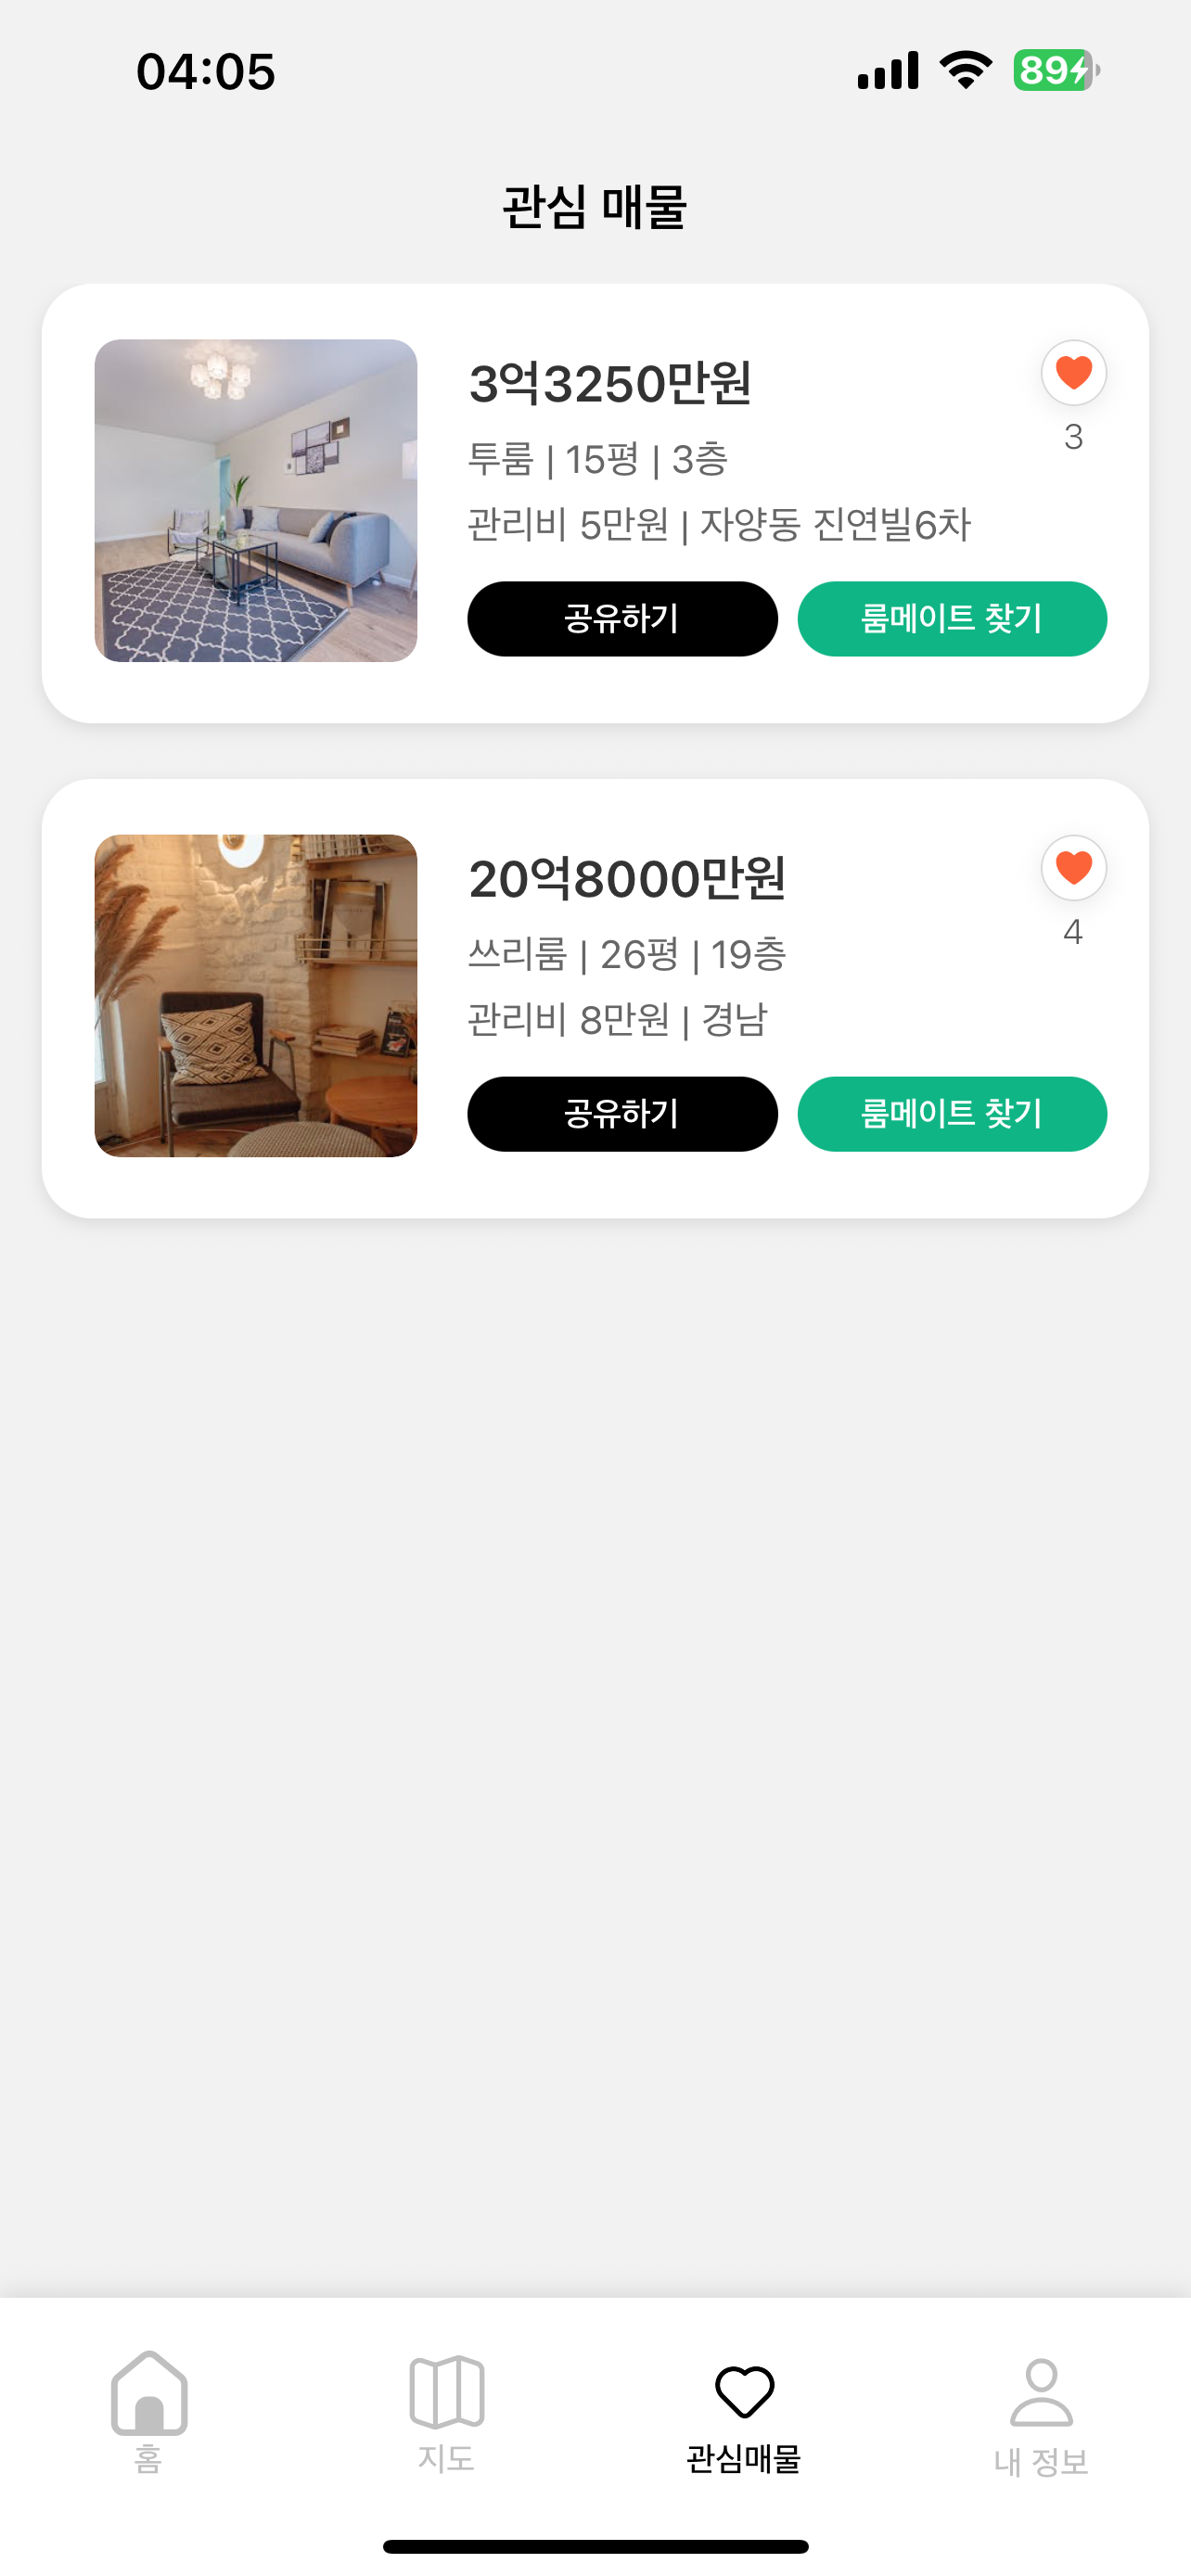 04:05
89
관심 매물
3억3250만원
3
투룸 | 15평 | 3층
관리비 5만원 | 자양동 진연빌6차
공유하기
룸메이트 찾기
20억8000만원
4
쓰리룸 | 26평 | 19층
관리비 8만원 | 경남
공유하기
룸메이트 찾기
홈
지도
관심매물
내 정보